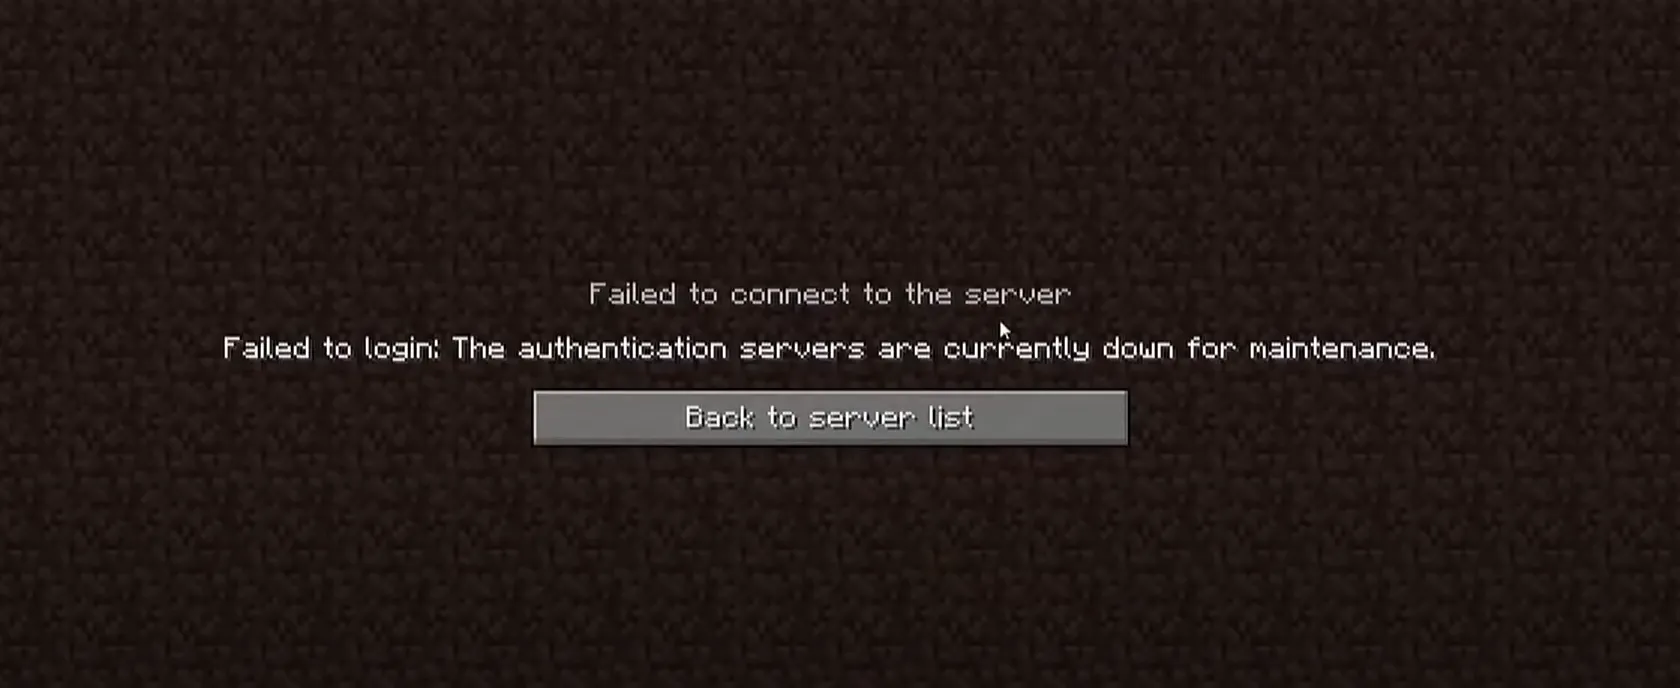 Failed to connect to the server
Failed to login: The authentication servers are currently down for maintenance.
Back to server list